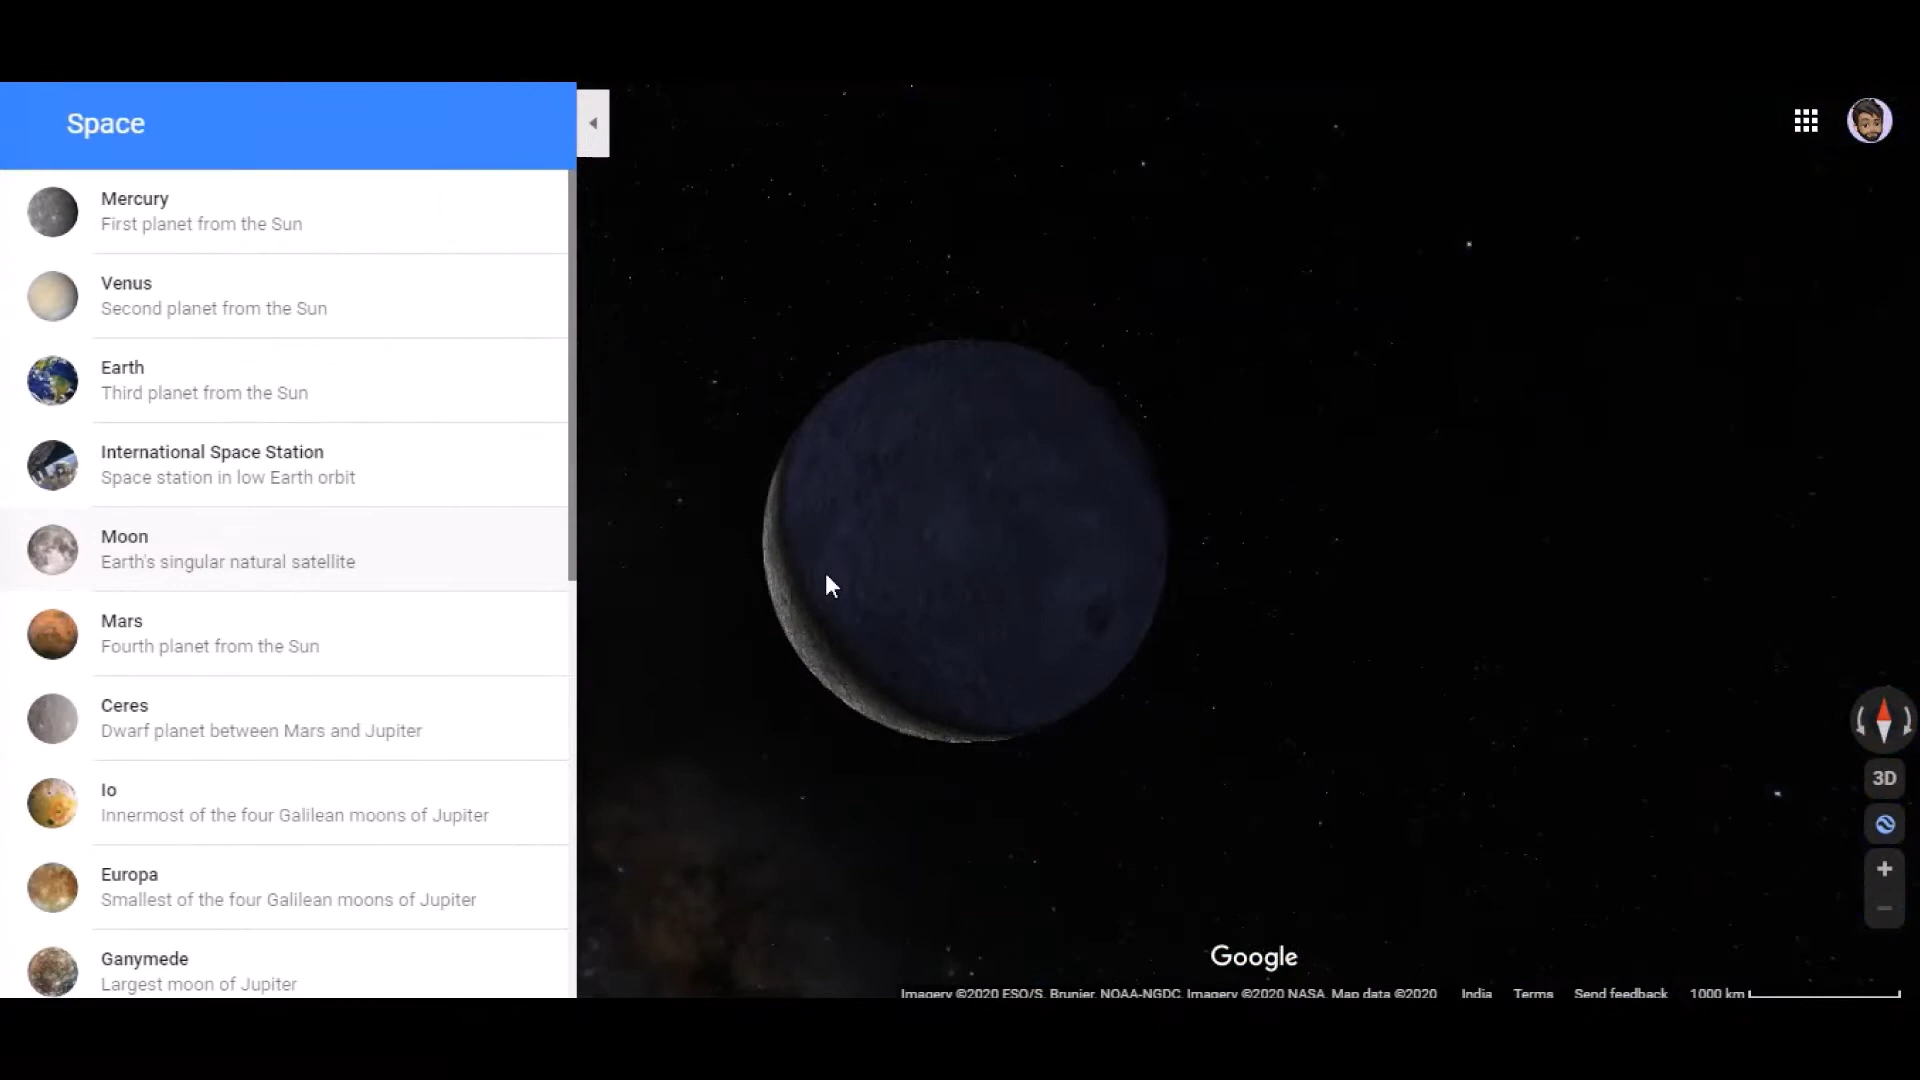 Space
Mercury
First planet from the Sun
Venus
Second planet from the Sun
Earth
Third planet from the Sun
International Space Station
Space station in low Earth orbit
Moon
Earth's singular natural satellite
Mars
Fourth planet from the Sun
Ceres
Dwarf planet between Mars and Jupiter
Io
Innermost of the four Galilean moons of Jupiter
Europa
Smallest of the four Galilean moons of Jupiter
Ganymede
Largest moon of Jupiter
3D
Google
Imagery ©2020 ESO/S. Brunier, NOAA-NGDC, Imagery ©2020 NASA, Map data ©2020 India Terms Send feedback 1000 km